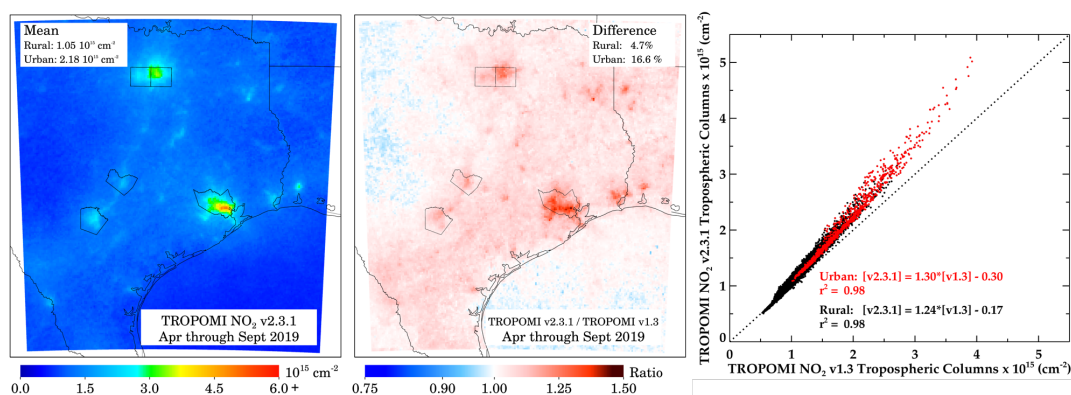 Mean
Rural: 1.05 10¹⁵ cm⁻²
Urban: 2.18 10¹⁵ cm⁻²
TROPOMI NO₂ v2.3.1
Apr through Sept 2019
0.0 1.5 3.0 4.5 6.0+ 10¹⁵ cm⁻²
Difference
Rural: 4.7%
Urban: 16.6 %
TROPOMI v2.3.1 / TROPOMI v1.3
Apr through Sept 2019
0.75 0.90 1.00 1.25 1.50 Ratio
TROPOMI NO₂ v2.3.1 Tropospheric Columns x 10¹⁵ (cm⁻²)
5
4
3
2
1
0
Urban: [v2.3.1] = 1.30*[v1.3] - 0.30
r² = 0.98
Rural: [v2.3.1] = 1.24*[v1.3] - 0.17
r² = 0.98
0 1 2 3 4 5
TROPOMI NO₂ v1.3 Tropospheric Columns x 10¹⁵ (cm⁻²)